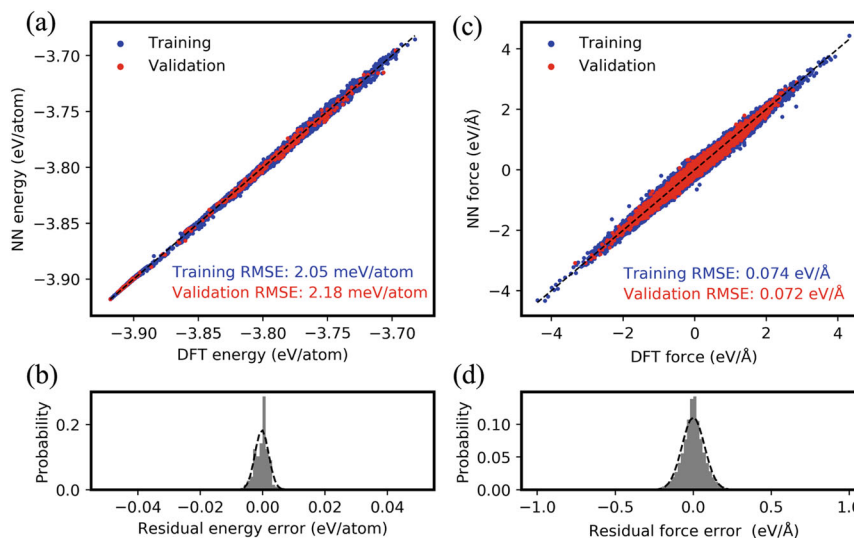 (a)
Training
Validation
−3.70
−3.75
−3.80
−3.85
−3.90
NN energy (eV/atom)
Training RMSE: 2.05 meV/atom
Validation RMSE: 2.18 meV/atom
−3.90
−3.85
−3.80
−3.75
−3.70
DFT energy (eV/atom)
(c)
Training
Validation
4
2
0
−2
−4
NN force (eV/Å)
Training RMSE: 0.074 eV/Å
Validation RMSE: 0.072 eV/Å
−4
−2
0
2
4
DFT force (eV/Å)
(b)
Probability
0.2
0.0
−0.04
−0.02
0.00
0.02
0.04
Residual energy error (eV/atom)
(d)
Probability
0.10
0.05
0.00
−1.0
−0.5
0.0
0.5
1.0
Residual force error (eV/Å)